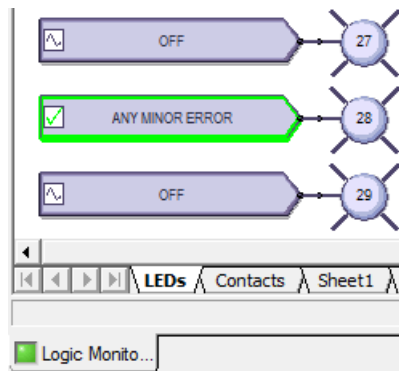 OFF
27
ANY MINOR ERROR
28
OFF
29
LEDs Contacts Sheet1
Logic Monito...